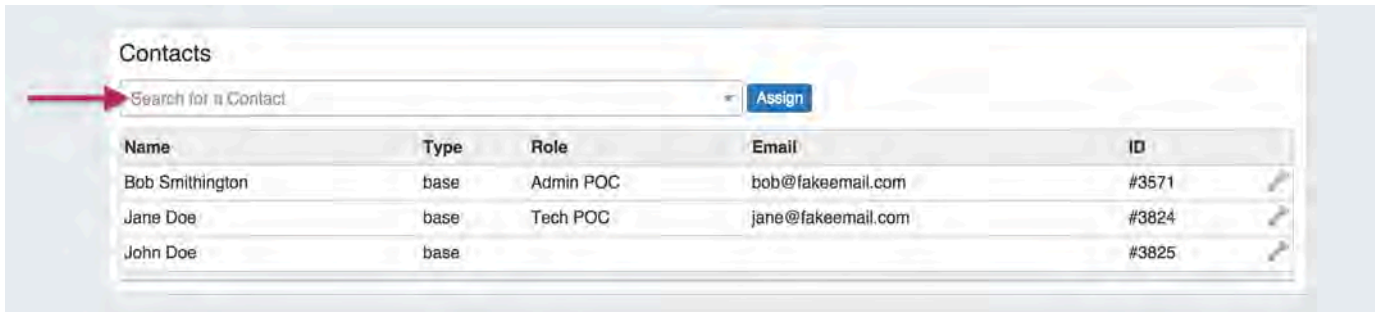 Contacts
Search for a Contact Assign
Name Type Role Email ID
Bob Smithington base Admin POC bob@fakeemail.com #3571
Jane Doe base Tech POC jane@fakeemail.com #3824
John Doe base #3825